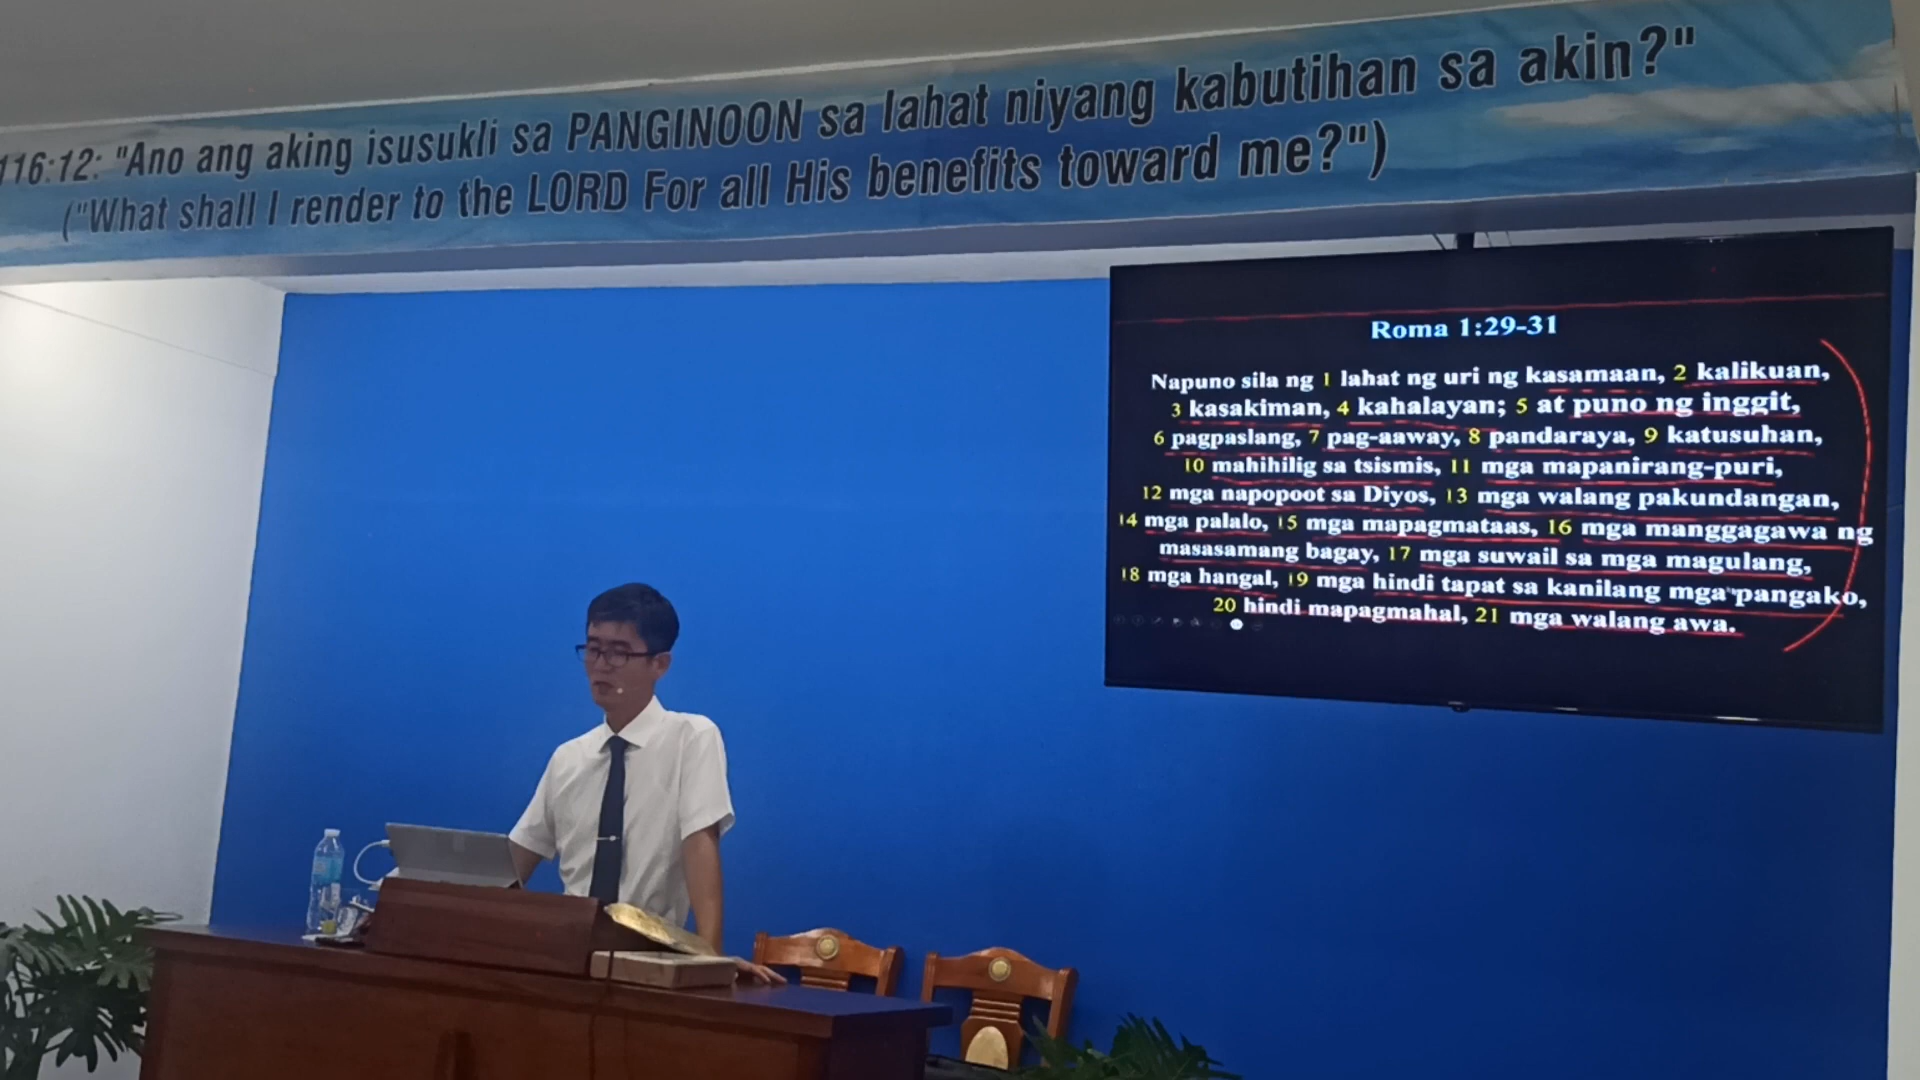 116:12: "Ano ang aking isusukli sa PANGINOON sa lahat niyang kabutihan sa akin?"
("What shall I render to the LORD For all His benefits toward me?")
Roma 1:29-31
Napuno sila ng 1 lahat ng uri ng kasamaan, 2 kalikuan,
3 kasakiman, 4 kahalayan; 5 at puno ng inggit,
6 pagpaslang, 7 pag-aaway, 8 pandaraya, 9 katusuhan,
10 mahihilig sa tsismis, 11 mga mapanirang-puri,
12 mga napopoot sa Diyos, 13 mga walang pakundangan,
14 mga palalo, 15 mga mapagmataas, 16 mga manggagawa ng
masasamang bagay, 17 mga suwail sa mga magulang,
18 mga hangal, 19 mga hindi tapat sa kanilang mga pangako,
20 hindi mapagmahal, 21 mga walang awa.